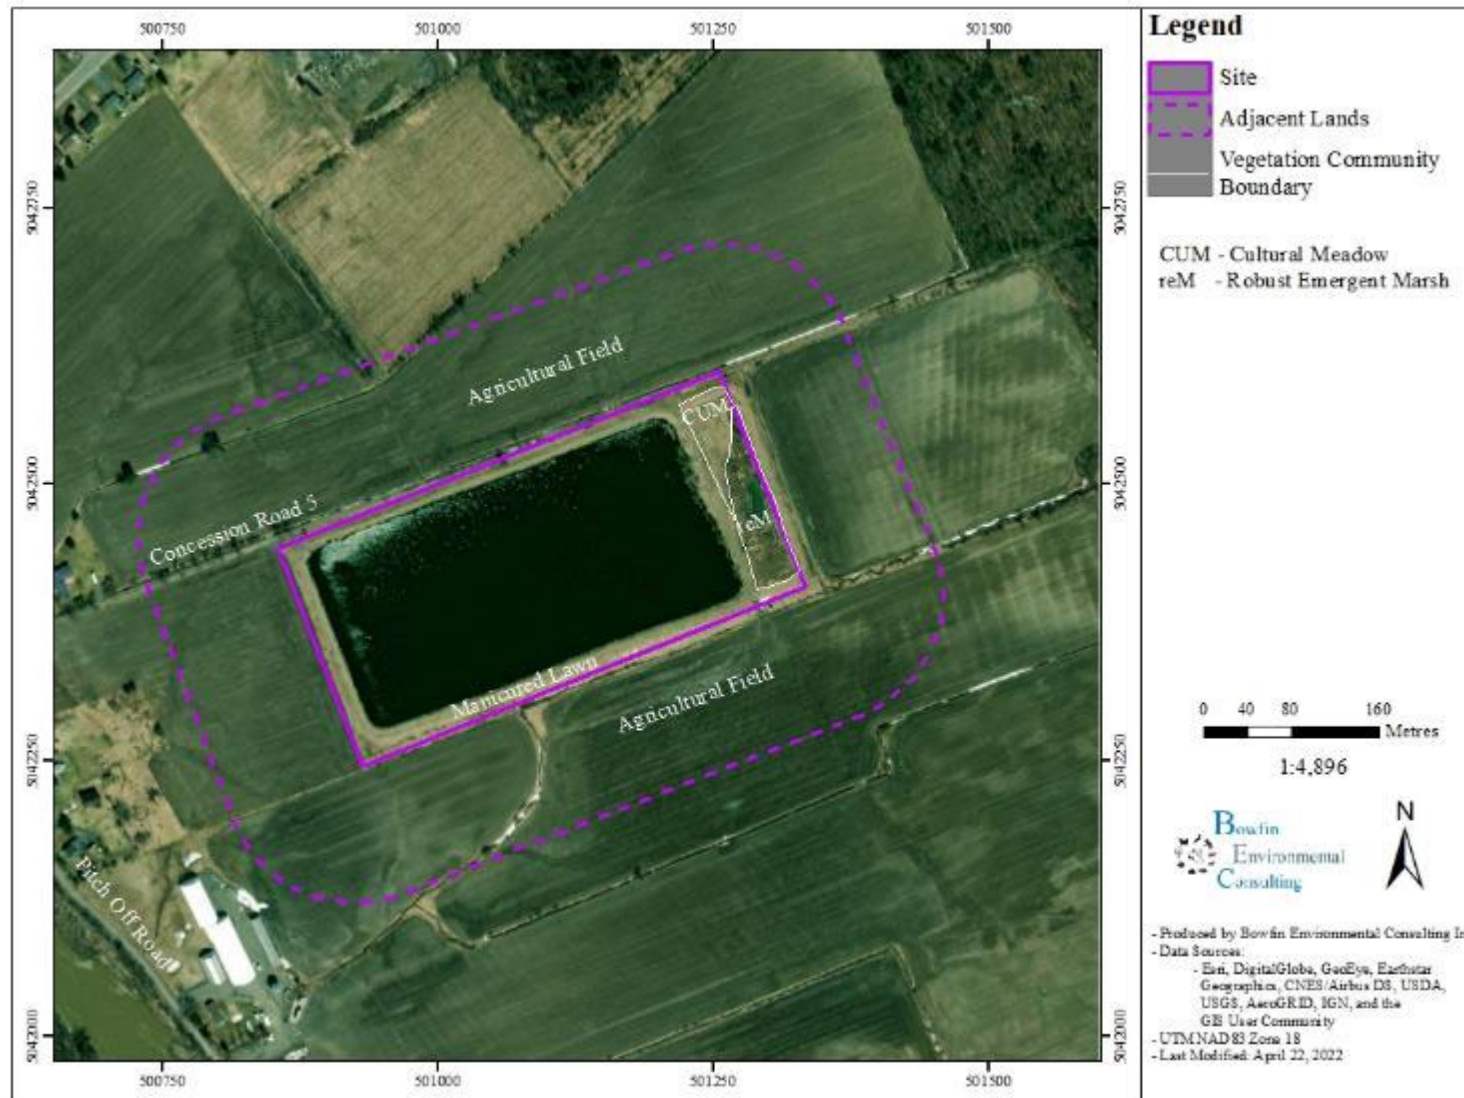 500750
501000
501250
501500
Legend
Site
Adjacent Lands
Vegetation Community
Boundary
CUM - Cultural Meadow
reM - Robust Emergent Marsh
5042750
5042750
Agricultural Field
CUM
5042500
5042500
Concession Road 5
reM
Manicured Lawn
Agricultural Field
5042250
5042250
0 40 80 160
Metres
1:4,896
N
Bowfin
Environmental
Consulting
Pitch Off Road
- Produced by Bowfin Environmental Consulting In
- Data Sources:
- Esri, DigitalGlobe, GeoEye, Earthstar
Geographics, CNES/Airbus DS, USDA,
USGS, AeroGRID, IGN, and the
GIS User Community
- UTM NAD83 Zone 18
- Last Modified: April 22, 2022
5042000
5042000
500750
501000
501250
501500